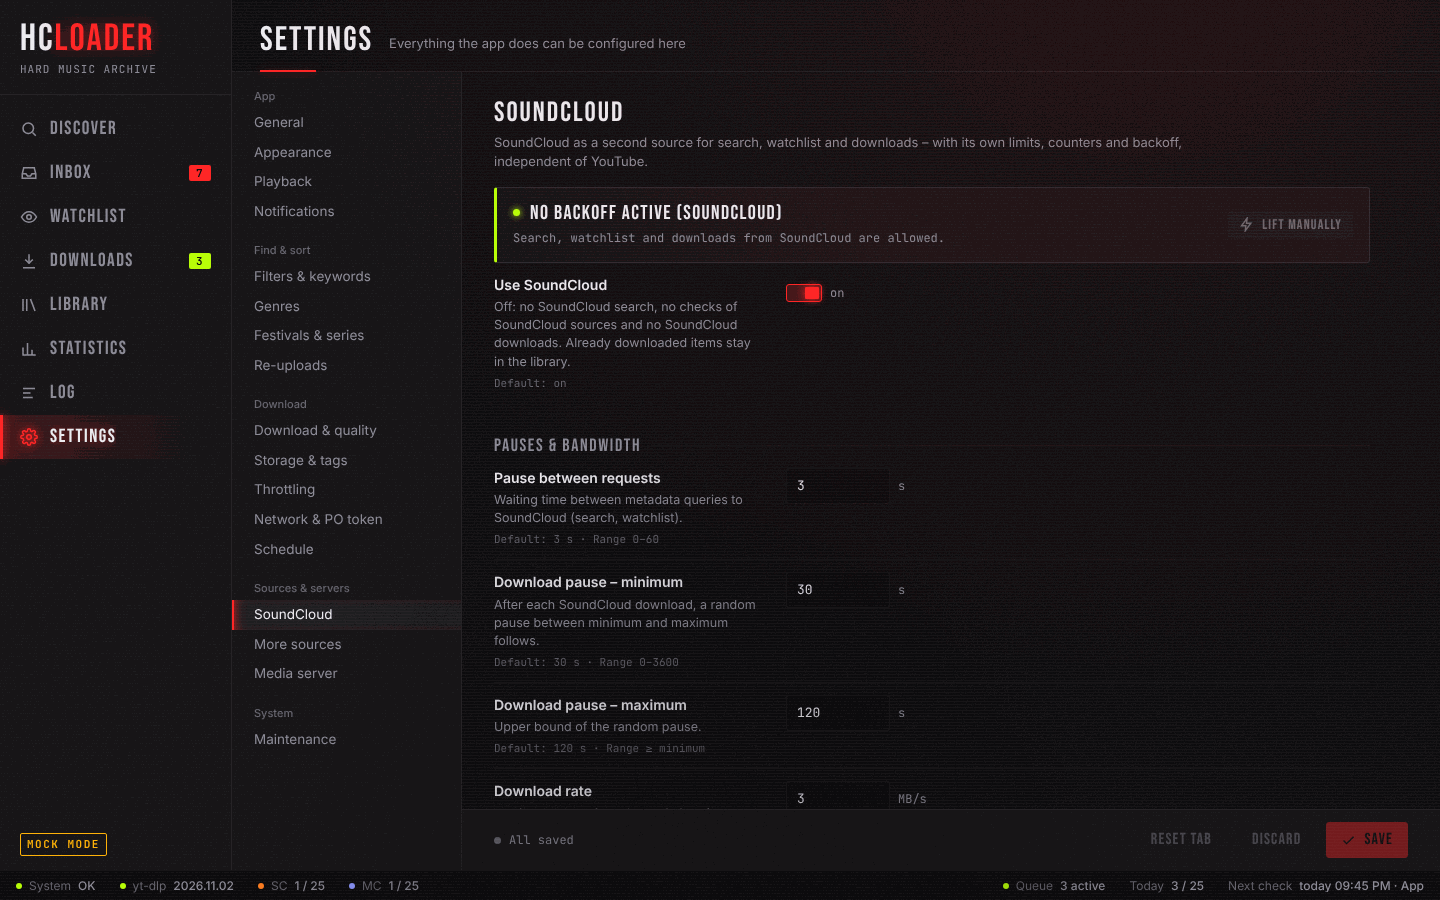 HCLOADER
HARD MUSIC ARCHIVE
DISCOVER
INBOX 7
WATCHLIST
DOWNLOADS 3
LIBRARY
STATISTICS
LOG
SETTINGS
MOCK MODE
SETTINGS Everything the app does can be configured here
App
General
Appearance
Playback
Notifications
Find & sort
Filters & keywords
Genres
Festivals & series
Re-uploads
Download
Download & quality
Storage & tags
Throttling
Network & PO token
Schedule
Sources & servers
SoundCloud
More sources
Media server
System
Maintenance
SOUNDCLOUD
SoundCloud as a second source for search, watchlist and downloads – with its own limits, counters and backoff,
independent of YouTube.
NO BACKOFF ACTIVE (SOUNDCLOUD)
Search, watchlist and downloads from SoundCloud are allowed.
LIFT MANUALLY
Use SoundCloud
on
Off: no SoundCloud search, no checks of
SoundCloud sources and no SoundCloud
downloads. Already downloaded items stay
in the library.
Default: on
PAUSES & BANDWIDTH
Pause between requests
3 s
Waiting time between metadata queries to
SoundCloud (search, watchlist).
Default: 3 s · Range 0–60
Download pause – minimum
30 s
After each SoundCloud download, a random
pause between minimum and maximum
follows.
Default: 30 s · Range 0–3600
Download pause – maximum
120 s
Upper bound of the random pause.
Default: 120 s · Range ≥ minimum
Download rate
3 MB/s
All saved
RESET TAB
DISCARD
SAVE
System OK
yt-dlp 2026.11.02
SC 1 / 25
MC 1 / 25
Queue 3 active
Today 3 / 25
Next check today 09:45 PM · App